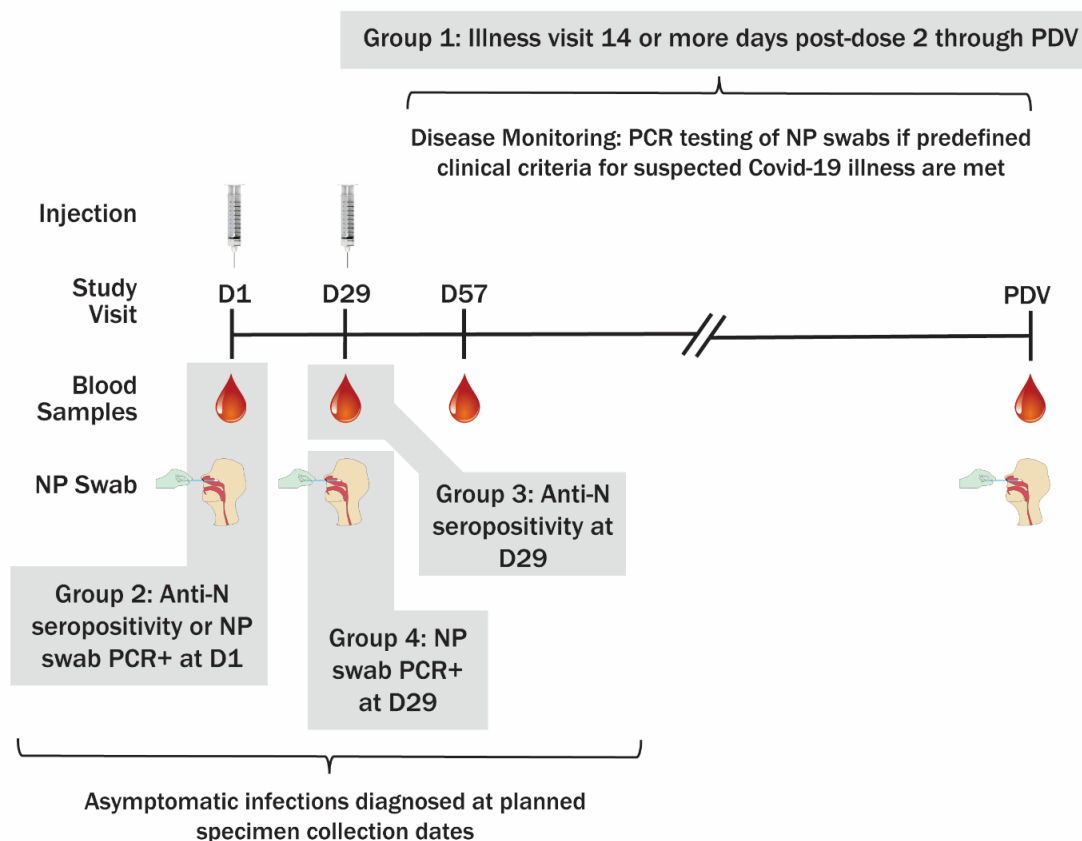 Group 1: Illness visit 14 or more days post-dose 2 through PDV
Disease Monitoring: PCR testing of NP swabs if predefined
clinical criteria for suspected Covid-19 illness are met
Injection
Study
Visit
D1
D29
D57
PDV
Blood
Samples
NP Swab
Group 3: Anti-N
seropositivity at
D29
Group 2: Anti-N
seropositivity or NP
swab PCR+ at D1
Group 4: NP
swab PCR+
at D29
Asymptomatic infections diagnosed at planned
specimen collection dates